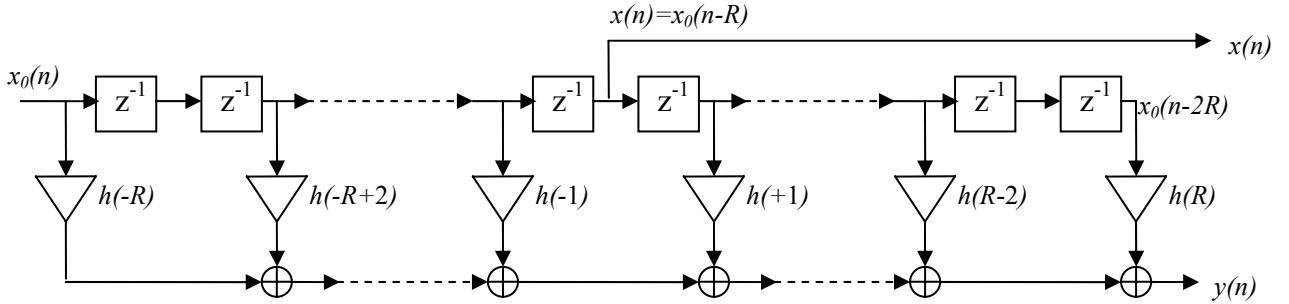 x(n)=x₀(n-R)
x(n)
x₀(n)
z⁻¹ z⁻¹ z⁻¹ z⁻¹ z⁻¹ z⁻¹
x₀(n-2R)
h(-R) h(-R+2) h(-1) h(+1) h(R-2) h(R)
y(n)